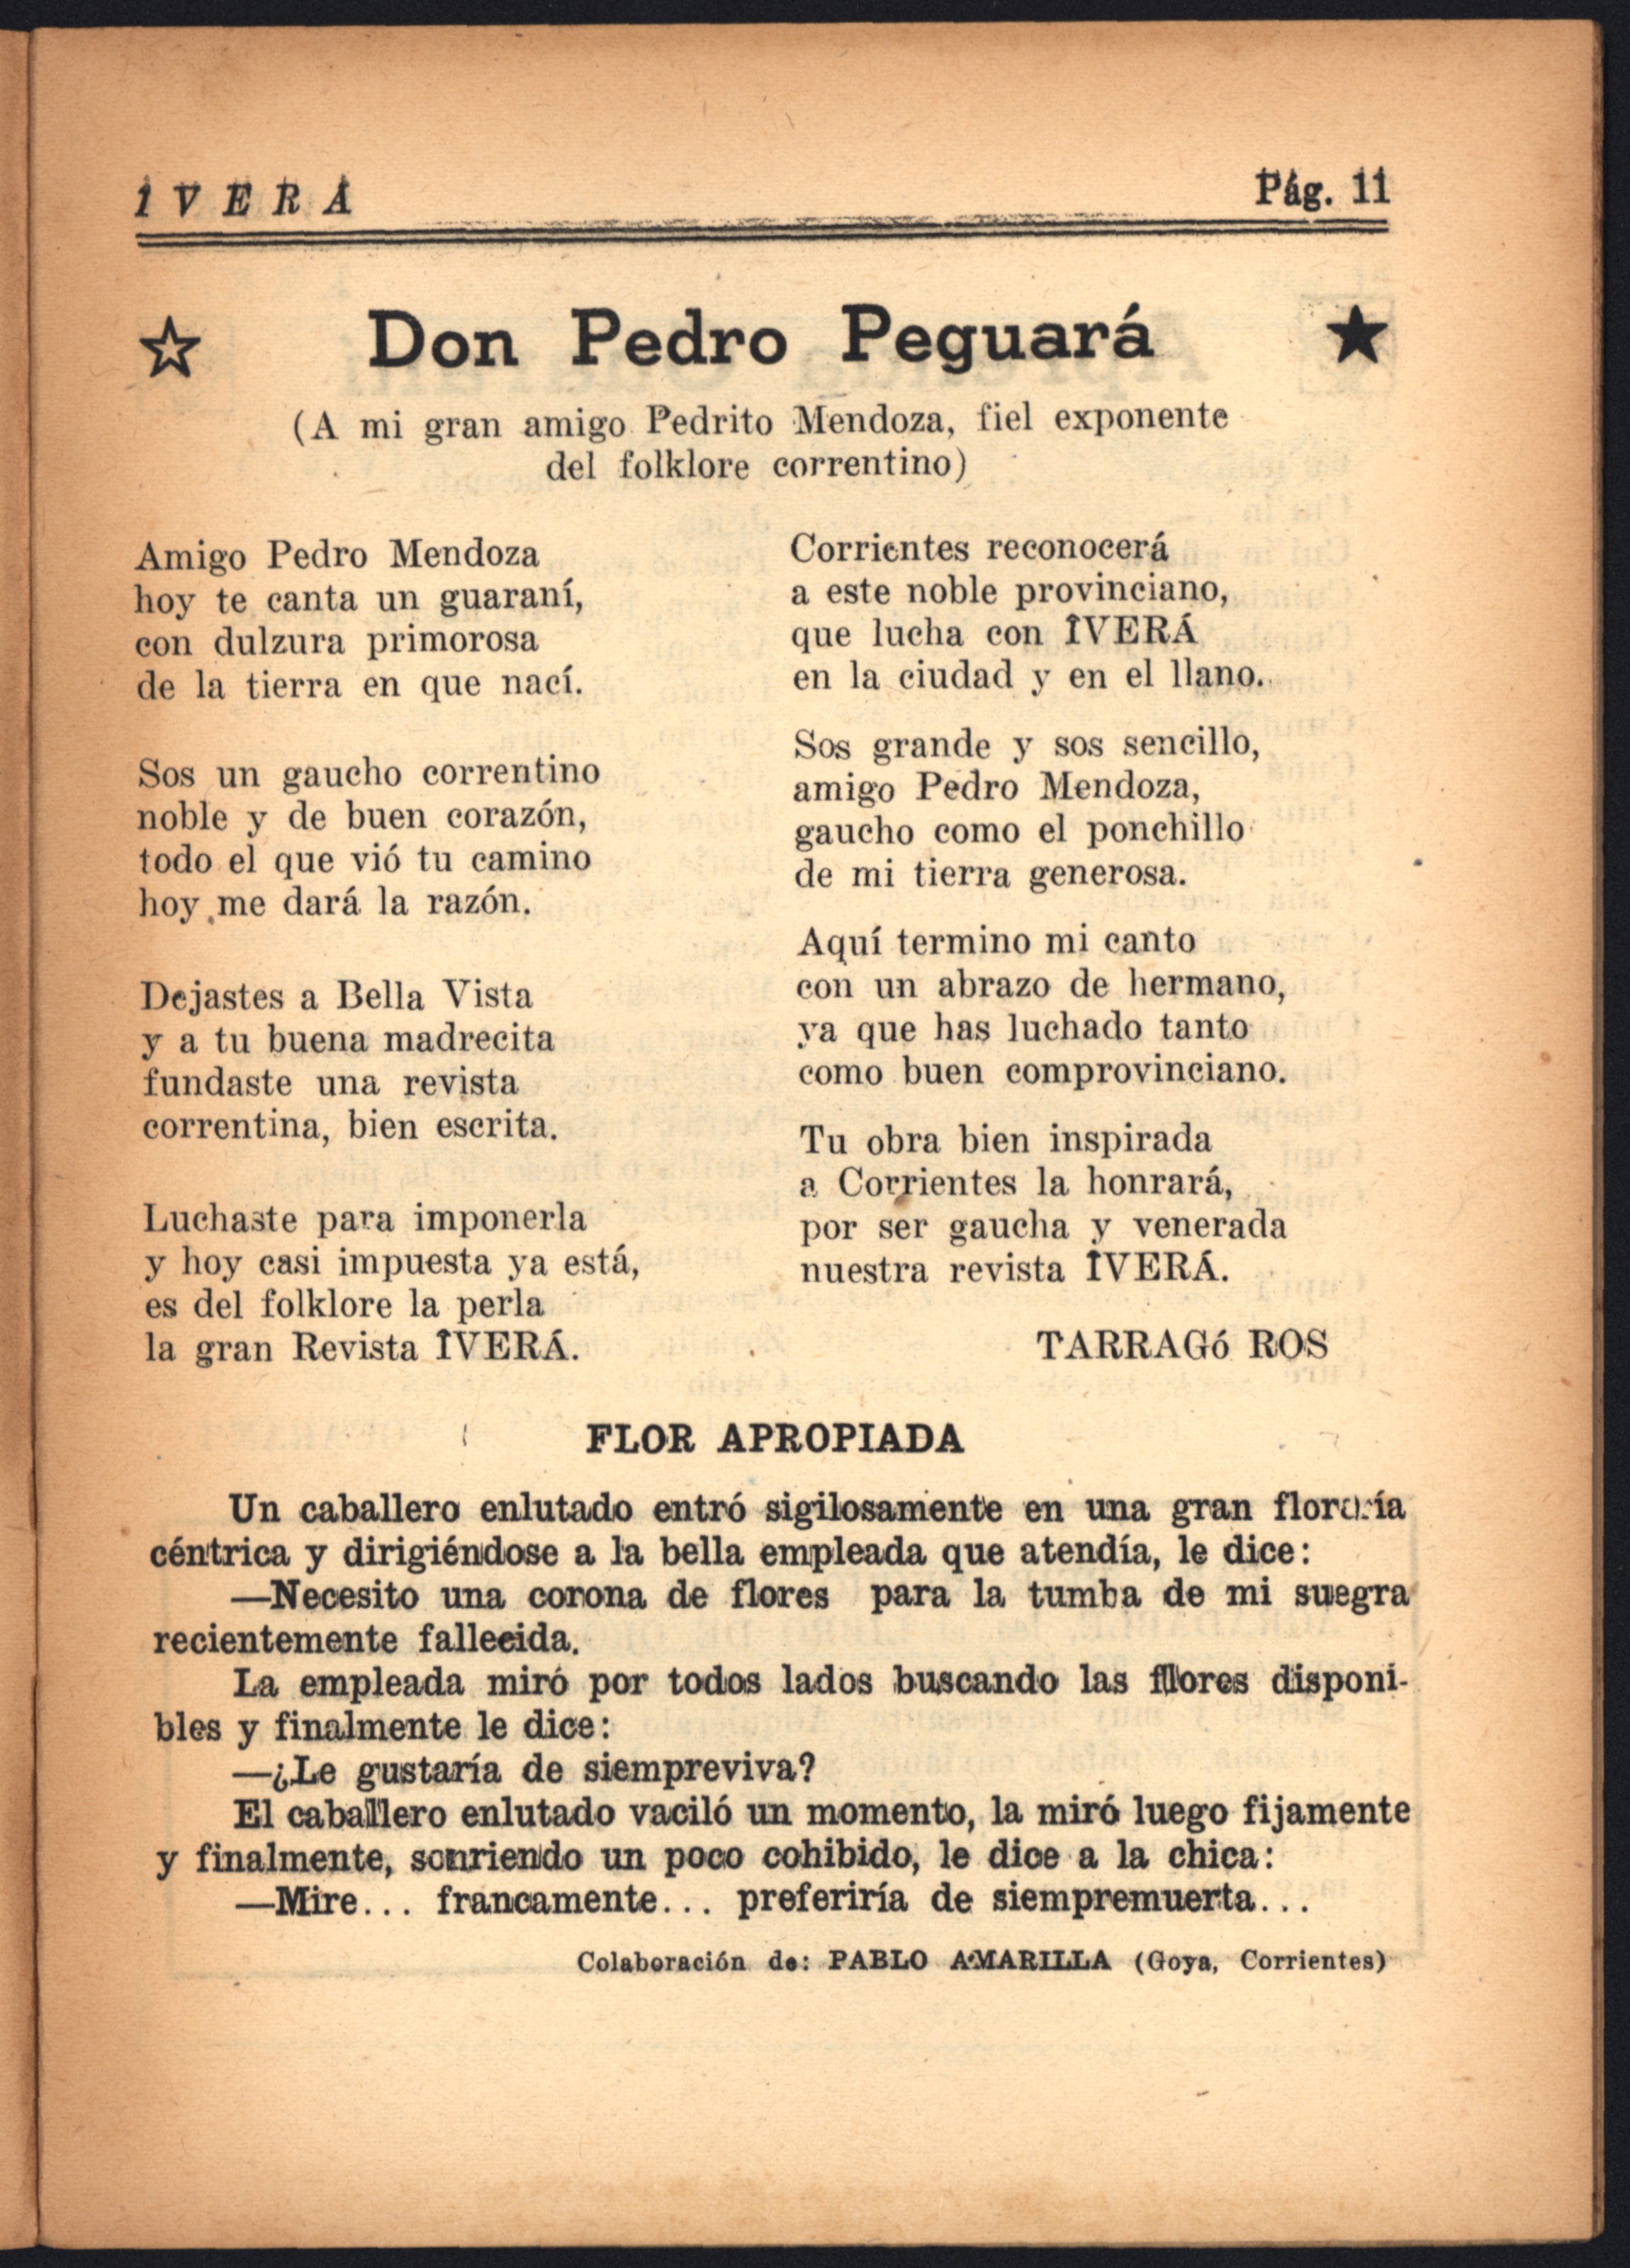 IVERÁ
Pág. 11
Don Pedro Peguará
(A mi gran amigo Pedrito Mendoza, fiel exponente
del folklore correntino)
Amigo Pedro Mendoza
hoy te canta un guaraní,
con dulzura primorosa
de la tierra en que nací.
Sos un gaucho correntino
noble y de buen corazón,
todo el que vió tu camino
hoy me dará la razón.
Dejastes a Bella Vista
y a tu buena madrecita
fundaste una revista
correntina, bien escrita.
Luchaste para imponerla
y hoy casi impuesta ya está,
es del folklore la perla
la gran Revista ÎVERÁ.
Corrientes reconocerá
a este noble provinciano,
que lucha con ÎVERÁ
en la ciudad y en el llano.
Sos grande y sos sencillo,
amigo Pedro Mendoza,
gaucho como el ponchillo
de mi tierra generosa.
Aquí termino mi canto
con un abrazo de hermano,
ya que has luchado tanto
como buen comprovinciano.
Tu obra bien inspirada
a Corrientes la honrará,
por ser gaucha y venerada
nuestra revista ÎVERÁ.
TARRAGó ROS
FLOR APROPIADA
Un caballero enlutado entró sigilosamente en una gran florería
céntrica y dirigiéndose a la bella empleada que atendía, le dice:
—Necesito una corona de flores para la tumba de mi suegra
recientemente fallecida.
La empleada miró por todos lados buscando las flores disponi-
bles y finalmente le dice:
—¿Le gustaría de siempreviva?
El caballero enlutado vaciló un momento, la miró luego fijamente
y finalmente, sonriendo un poco cohibido, le dice a la chica:
—Mire... francamente... preferiría de siempremuerta...
Colaboración de: PABLO AMARILLA (Goya, Corrientes)